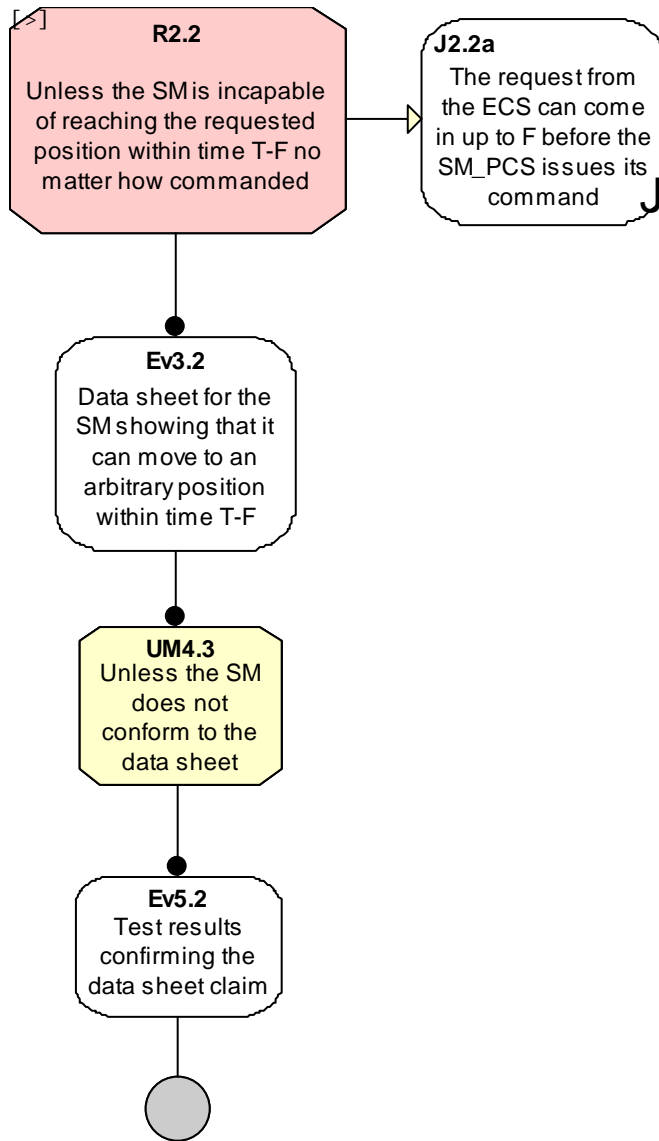 [>]
R2.2
Unless the SM is incapable
of reaching the requested
position within time T-F no
matter how commanded
J2.2a
The request from
the ECS can come
in up to F before the
SM_PCS issues its
command
J
Ev3.2
Data sheet for the
SM showing that it
can move to an
arbitrary position
within time T-F
UM4.3
Unless the SM
does not
conform to the
data sheet
Ev5.2
Test results
confirming the
data sheet claim